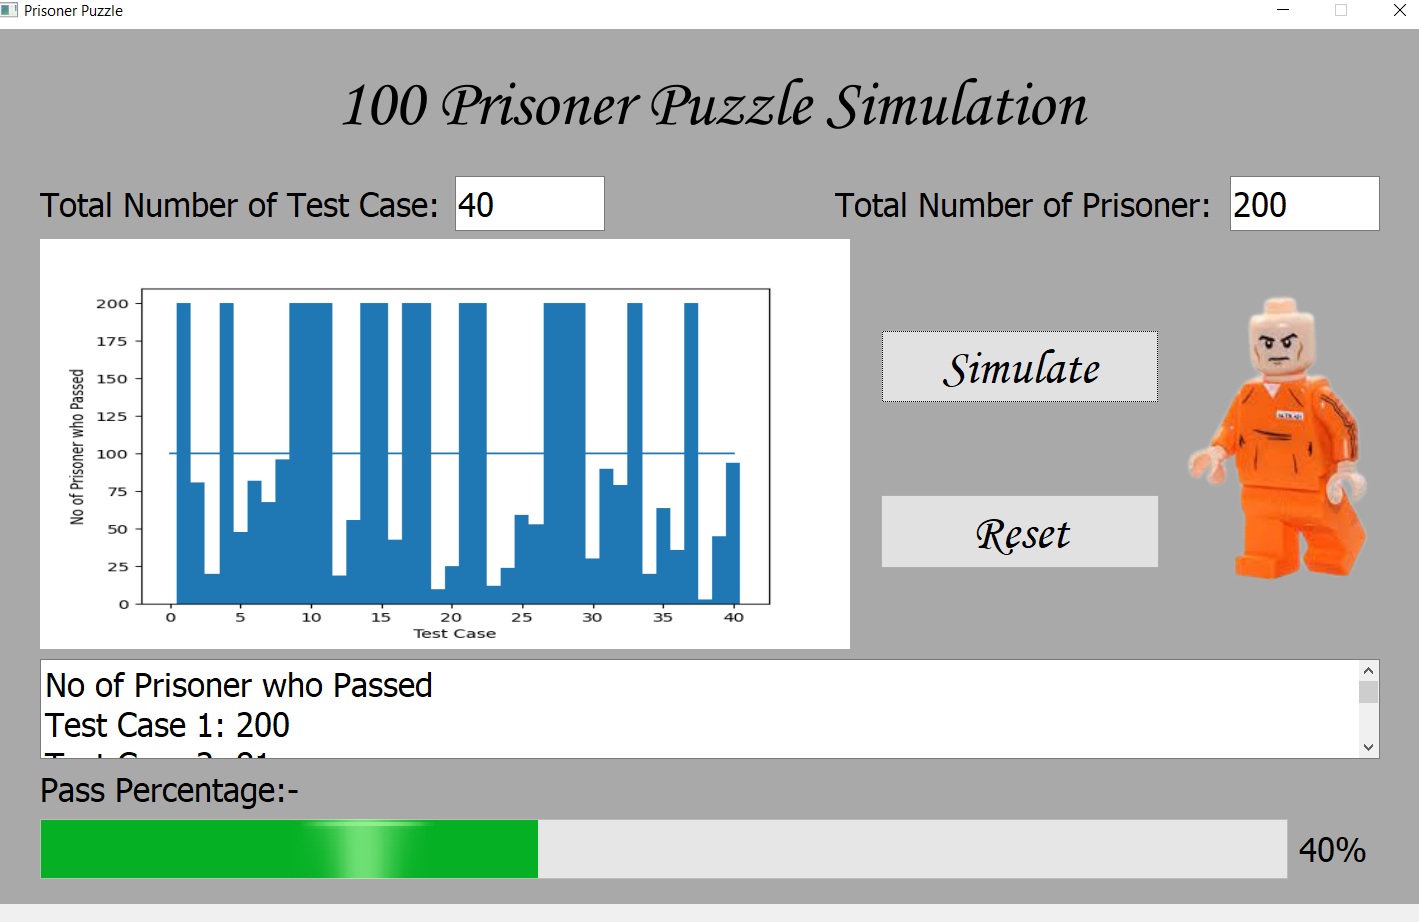 Prisoner Puzzle
100 Prisoner Puzzle Simulation
Total Number of Test Case: 40
Total Number of Prisoner: 200
No of Prisoner who Passed
200
175
150
125
100
75
50
25
0
0 5 10 15 20 25 30 35 40
Test Case
Simulate
Reset
No of Prisoner who Passed
Test Case 1: 200
Pass Percentage:-
40%